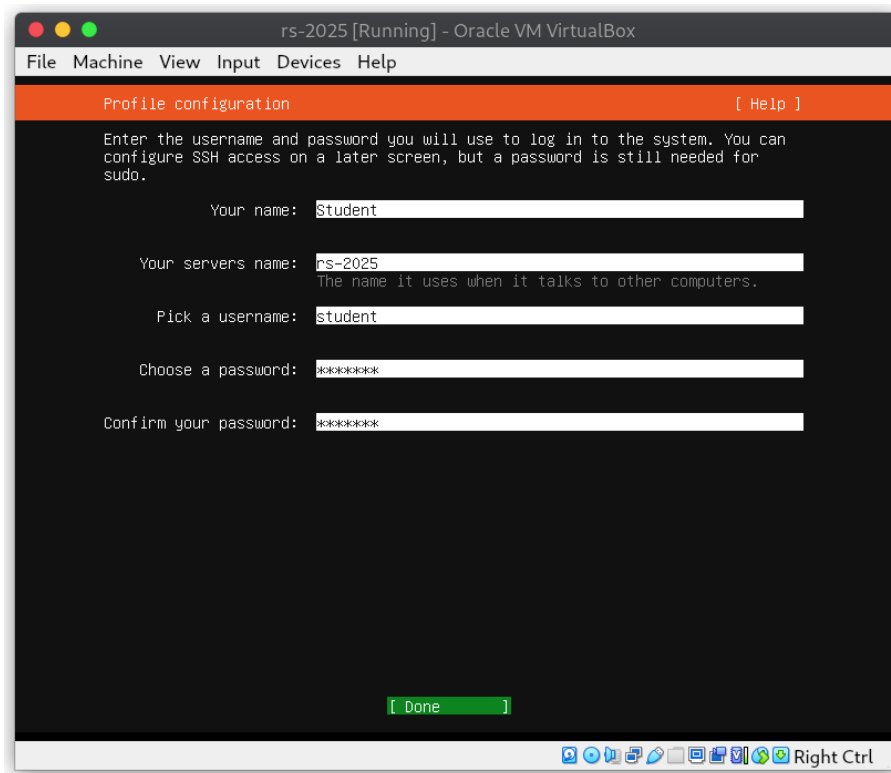 rs-2025 [Running] - Oracle VM VirtualBox
File Machine View Input Devices Help
Profile configuration [ Help ]
Enter the username and password you will use to log in to the system. You can
configure SSH access on a later screen, but a password is still needed for
sudo.
Your name: Student
Your servers name: rs-2025
The name it uses when it talks to other computers.
Pick a username: student
Choose a password: *******
Confirm your password: *******
[ Done ]
Right Ctrl